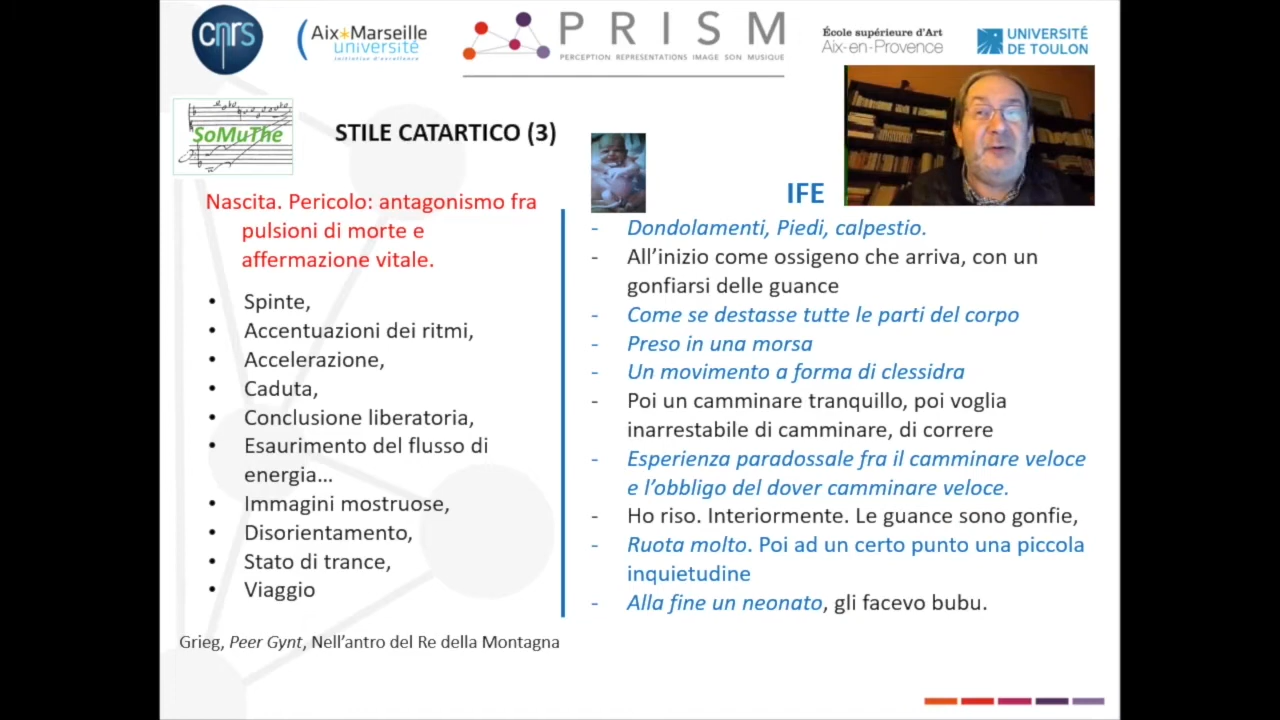 cnrs
Aix*Marseille
université
Initiative d'excellence
PRISM
PERCEPTION REPRESENTATIONS IMAGE SON MUSIQUE
École supérieure d'Art
Aix-en-Provence
UNIVERSITÉ
DE TOULON
SoMuThe
STILE CATARTICO (3)
Nascita. Pericolo: antagonismo fra
pulsioni di morte e
affermazione vitale.
• Spinte,
• Accentuazioni dei ritmi,
• Accelerazione,
• Caduta,
• Conclusione liberatoria,
• Esaurimento del flusso di
energia...
• Immagini mostruose,
• Disorientamento,
• Stato di trance,
• Viaggio
Grieg, Peer Gynt, Nell'antro del Re della Montagna
IFE
- Dondolamenti, Piedi, calpestio.
- All'inizio come ossigeno che arriva, con un
gonfiarsi delle guance
- Come se destasse tutte le parti del corpo
- Preso in una morsa
- Un movimento a forma di clessidra
- Poi un camminare tranquillo, poi voglia
inarrestabile di camminare, di correre
- Esperienza paradossale fra il camminare veloce
e l'obbligo del dover camminare veloce.
- Ho riso. Interiormente. Le guance sono gonfie,
- Ruota molto. Poi ad un certo punto una piccola
inquietudine
- Alla fine un neonato, gli facevo bubu.